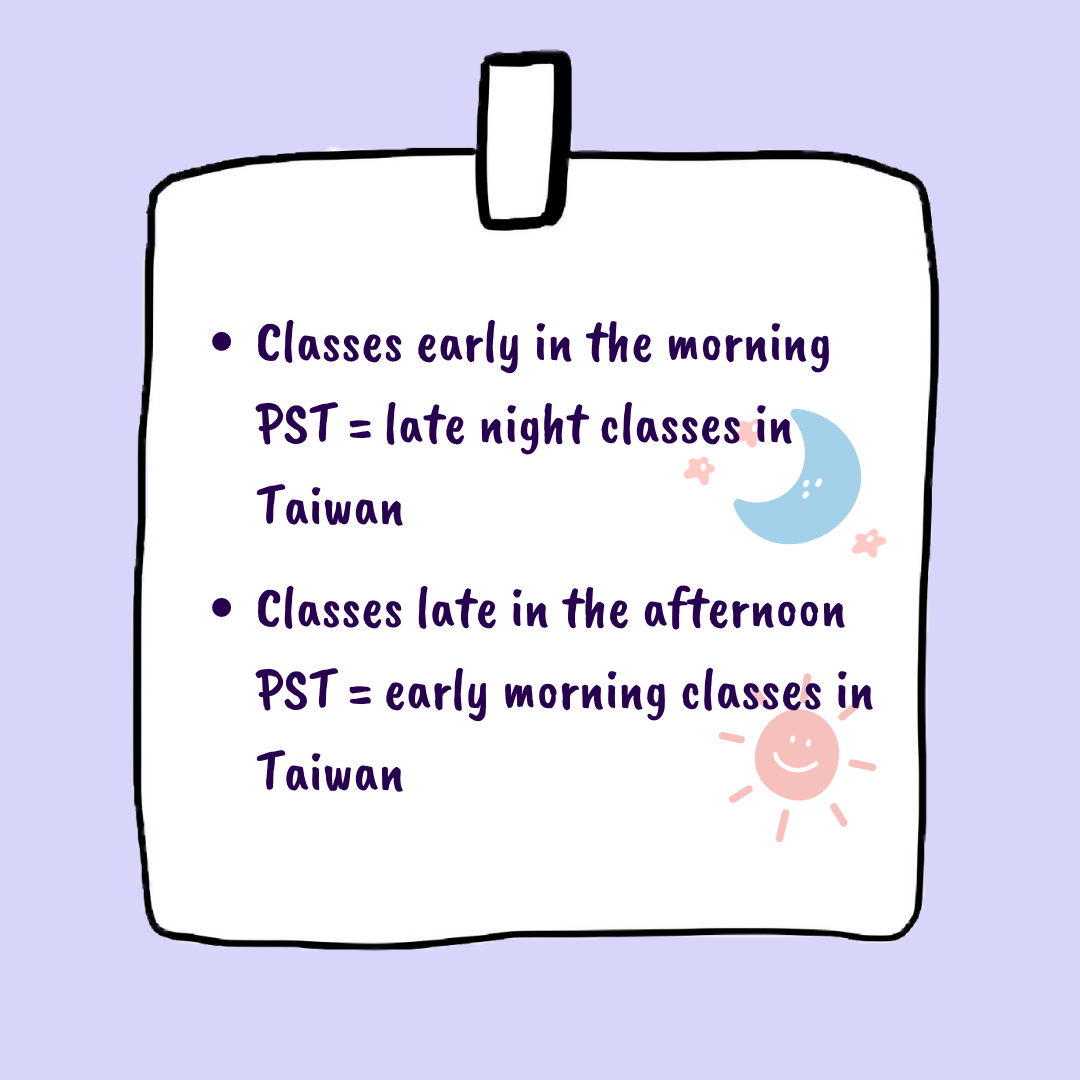 • Classes early in the morning
PST = late night classes in
Taiwan
• Classes late in the afternoon
PST = early morning classes in
Taiwan